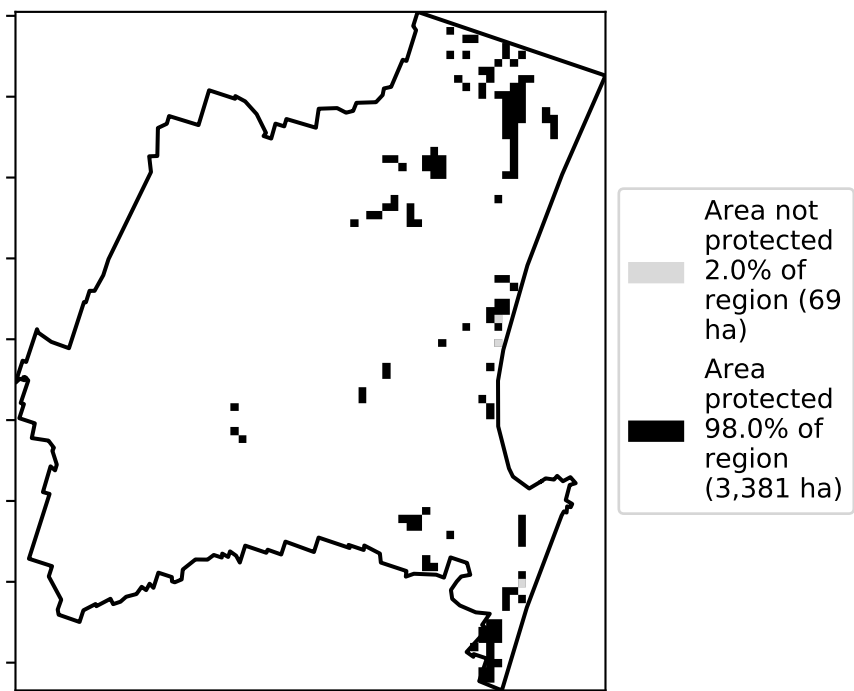 Area not
protected
2.0% of
region (69
ha)
Area
protected
98.0% of
region
(3,381 ha)